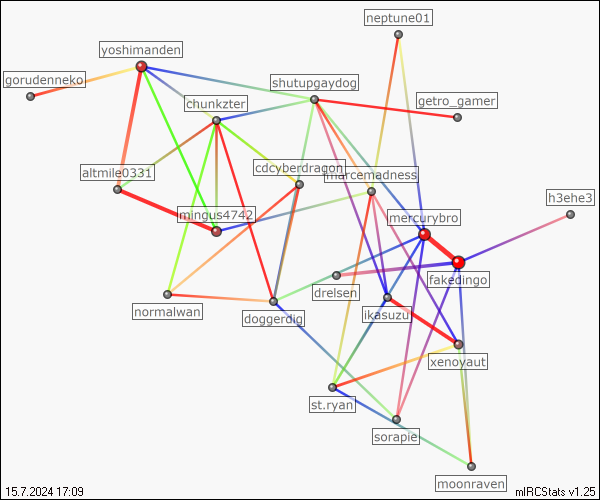 neptune01
yoshimanden
gorudenneko
shutupgaydog
getro_gamer
chunkzter
altmile0331
cdcyberdragon
marcemadness
h3ehe3
mingus4742
mercurybro
fakedingo
drelsen
normalwan
doggerdig
ikasuzu
xenoyaut
st.ryan
sorapie
moonraven
15.7.2024 17:09
mIRCStats v1.25